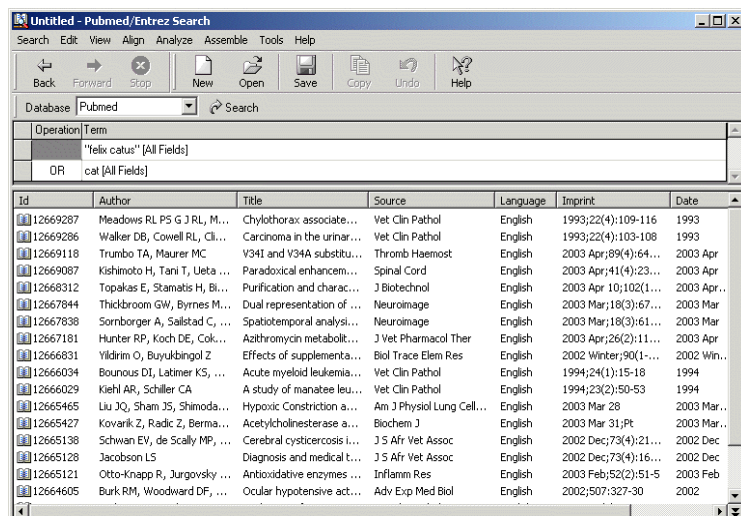 Untitled - Pubmed/Entrez Search
Search Edit View Align Analyze Assemble Tools Help
Back Forward Stop New Open Save Copy Undo Help
Database Pubmed Search
Operation Term
"felix catus" [All Fields]
OR cat [All Fields]
Id Author Title Source Language Imprint Date
12669287 Meadows RL PS G J RL, M... Chylothorax associate... Vet Clin Pathol English 1993;22(4):109-116 1993
12669286 Walker DB, Cowell RL, Cli... Carcinoma in the urinar... Vet Clin Pathol English 1993;22(4):103-108 1993
12669118 Trumbo TA, Maurer MC V34I and V34A substitu... Thromb Haemost English 2003 Apr;89(4):64... 2003 Apr
12669087 Kishimoto H, Tani T, Ueta ... Paradoxical enhancem... Spinal Cord English 2003 Apr;41(4):23... 2003 Apr
12668312 Topakas E, Stamatis H, Bi... Purification and charac... J Biotechnol English 2003 Apr 10;102(1... 2003 Apr..
12667844 Thickbroom GW, Byrnes M... Dual representation of ... Neuroimage English 2003 Mar;18(3):67... 2003 Mar
12667838 Sornborger A, Sailstad C, ... Spatiotemporal analysi... Neuroimage English 2003 Mar;18(3):61... 2003 Mar
12667181 Hunter RP, Koch DE, Cok... Azithromycin metabolit... J Vet Pharmacol Ther English 2003 Apr;26(2):11... 2003 Apr
12666831 Yildirim O, Buyukbingol Z Effects of supplementa... Biol Trace Elem Res English 2002 Winter;90(1-... 2002 Win..
12666034 Bounous DI, Latimer KS, ... Acute myeloid leukemia... Vet Clin Pathol English 1994;24(1):15-18 1994
12666029 Kiehl AR, Schiller CA A study of manatee leu... Vet Clin Pathol English 1994;23(2):50-53 1994
12665465 Liu JQ, Sham JS, Shimoda... Hypoxic Constriction a... Am J Physiol Lung Cell... English 2003 Mar 28 2003 Mar..
12665427 Kovarik Z, Radic Z, Berma... Acetylcholinesterase a... Biochem J English 2003 Mar 31;Pt 2003 Mar..
12665138 Schwan EV, de Scally MP, ... Cerebral cysticercosis i... J S Afr Vet Assoc English 2002 Dec;73(4):21... 2002 Dec
12665128 Jacobson LS Diagnosis and medical t... J S Afr Vet Assoc English 2002 Dec;73(4):16... 2002 Dec
12665121 Otto-Knapp R, Jurgovsky ... Antioxidative enzymes ... Inflamm Res English 2003 Feb;52(2):51-5 2003 Feb
12664605 Burk RM, Woodward DF, ... Ocular hypotensive act... Adv Exp Med Biol English 2002;507:327-30 2002